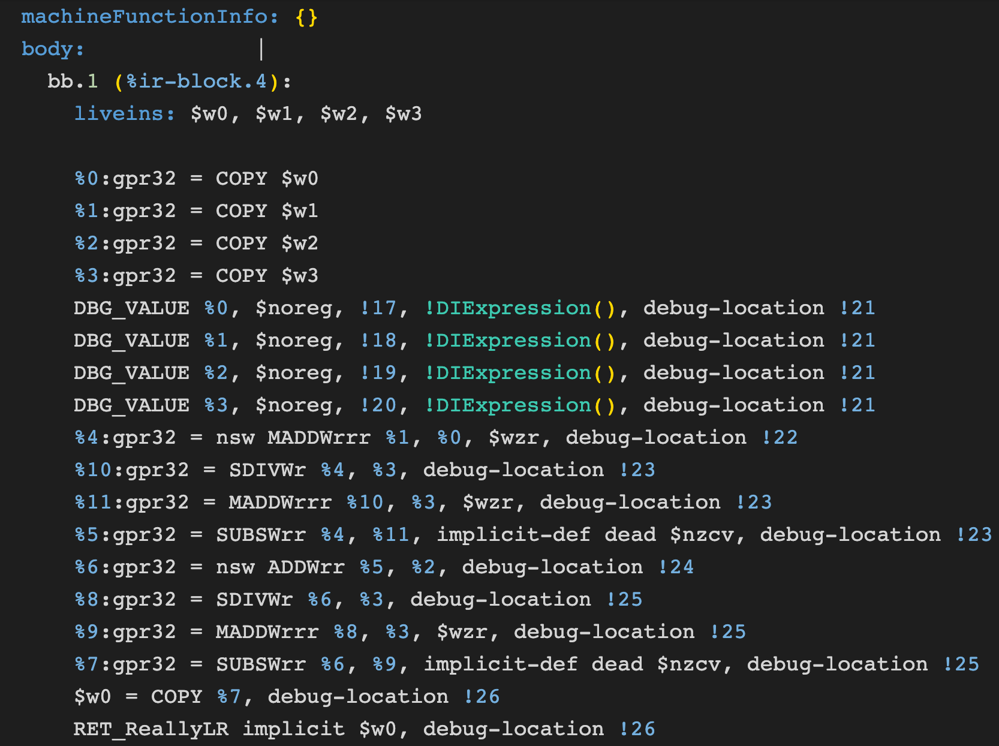 machineFunctionInfo: {}
body:             |
  bb.1 (%ir-block.4):
    liveins: $w0, $w1, $w2, $w3

    %0:gpr32 = COPY $w0
    %1:gpr32 = COPY $w1
    %2:gpr32 = COPY $w2
    %3:gpr32 = COPY $w3
    DBG_VALUE %0, $noreg, !17, !DIExpression(), debug-location !21
    DBG_VALUE %1, $noreg, !18, !DIExpression(), debug-location !21
    DBG_VALUE %2, $noreg, !19, !DIExpression(), debug-location !21
    DBG_VALUE %3, $noreg, !20, !DIExpression(), debug-location !21
    %4:gpr32 = nsw MADDWrrr %1, %0, $wzr, debug-location !22
    %10:gpr32 = SDIVWr %4, %3, debug-location !23
    %11:gpr32 = MADDWrrr %10, %3, $wzr, debug-location !23
    %5:gpr32 = SUBSWrr %4, %11, implicit-def dead $nzcv, debug-location !23
    %6:gpr32 = nsw ADDWrr %5, %2, debug-location !24
    %8:gpr32 = SDIVWr %6, %3, debug-location !25
    %9:gpr32 = MADDWrrr %8, %3, $wzr, debug-location !25
    %7:gpr32 = SUBSWrr %6, %9, implicit-def dead $nzcv, debug-location !25
    $w0 = COPY %7, debug-location !26
    RET_ReallyLR implicit $w0, debug-location !26